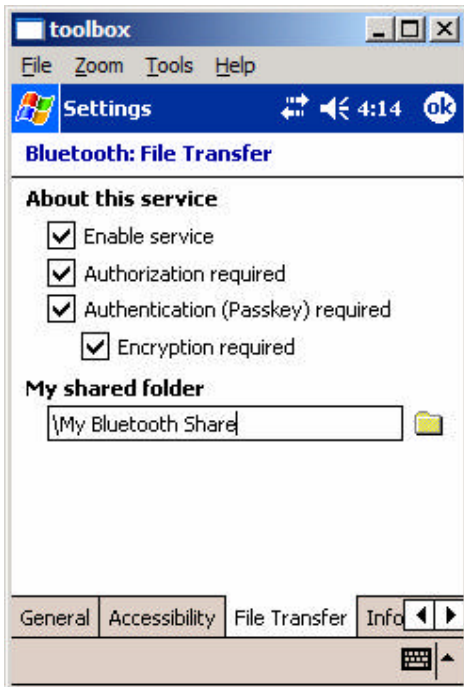 toolbox
File Zoom Tools Help
Settings 4:14 ok
Bluetooth: File Transfer
About this service
Enable service
Authorization required
Authentication (Passkey) required
Encryption required
My shared folder
\My Bluetooth Share
General Accessibility File Transfer Info